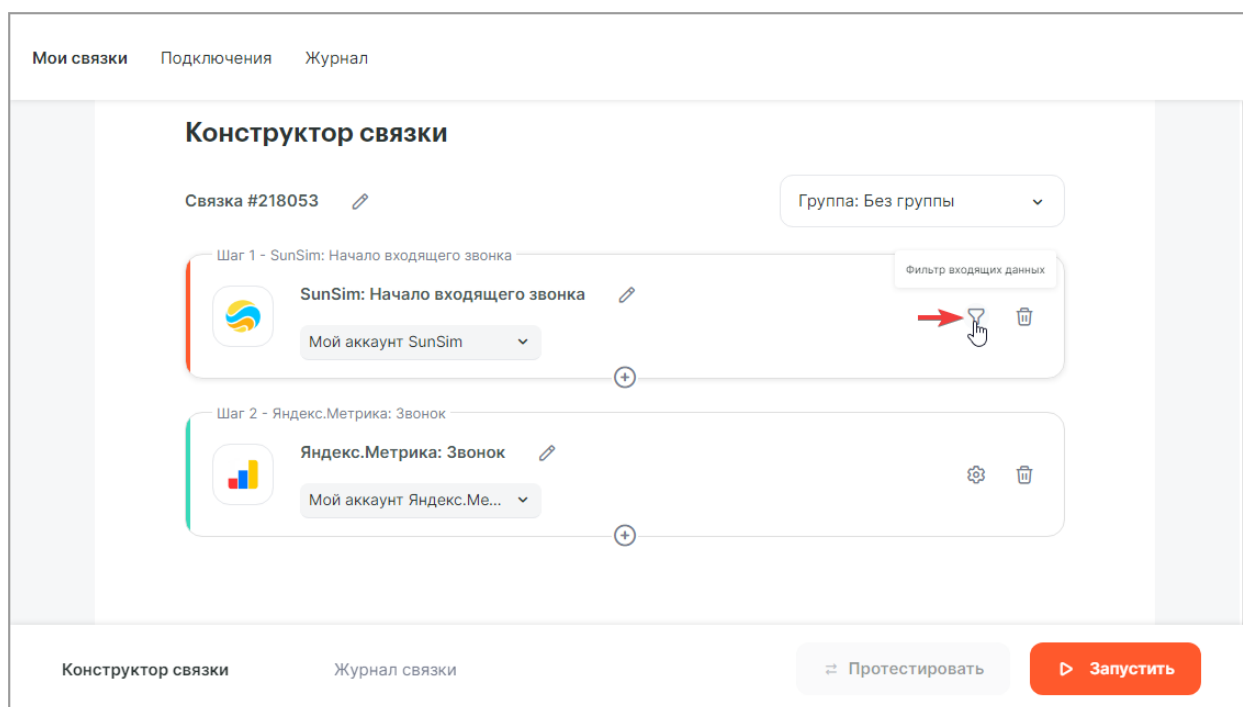 Мои связки Подключения Журнал
Конструктор связки
Связка #218053
Группа: Без группы
Шаг 1 - SunSim: Начало входящего звонка
Фильтр входящих данных
SunSim: Начало входящего звонка
Мой аккаунт SunSim
Шаг 2 - Яндекс.Метрика: Звонок
Яндекс.Метрика: Звонок
Мой аккаунт Яндекс.Ме...
Конструктор связки Журнал связки Протестировать Запустить